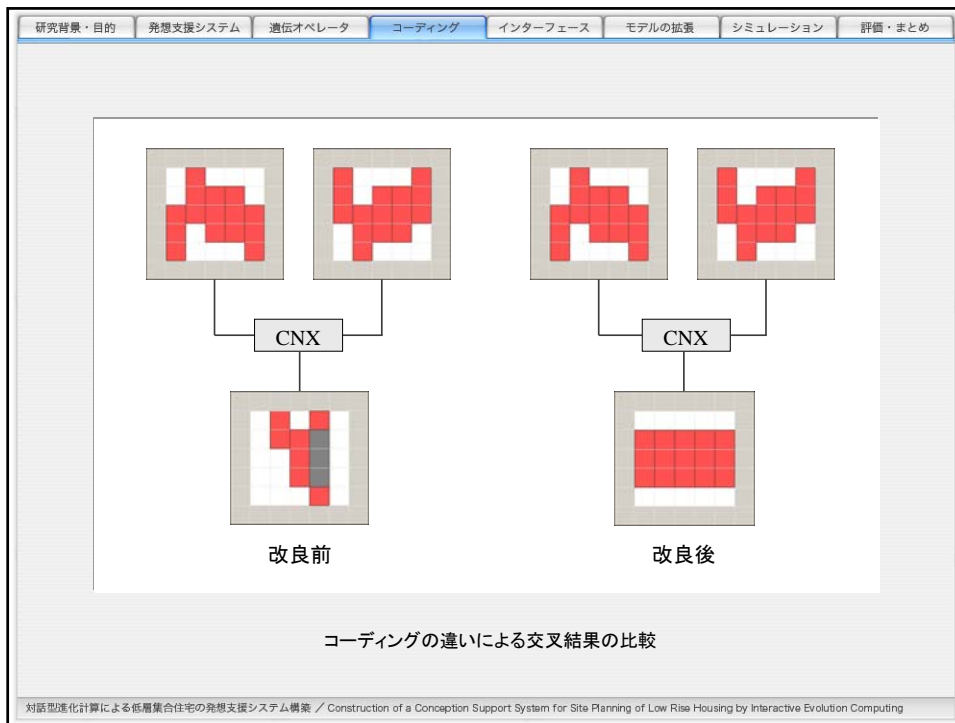 研究背景・目的 発想支援システム 遺伝オペレータ コーディング インターフェース モデルの拡張 シミュレーション 評価・まとめ
CNX CNX
改良前 改良後
コーディングの違いによる交叉結果の比較
対話型進化計算による低層集合住宅の発想支援システム構築 / Construction of a Conception Support System for Site Planning of Low Rise Housing by Interactive Evolution Computing